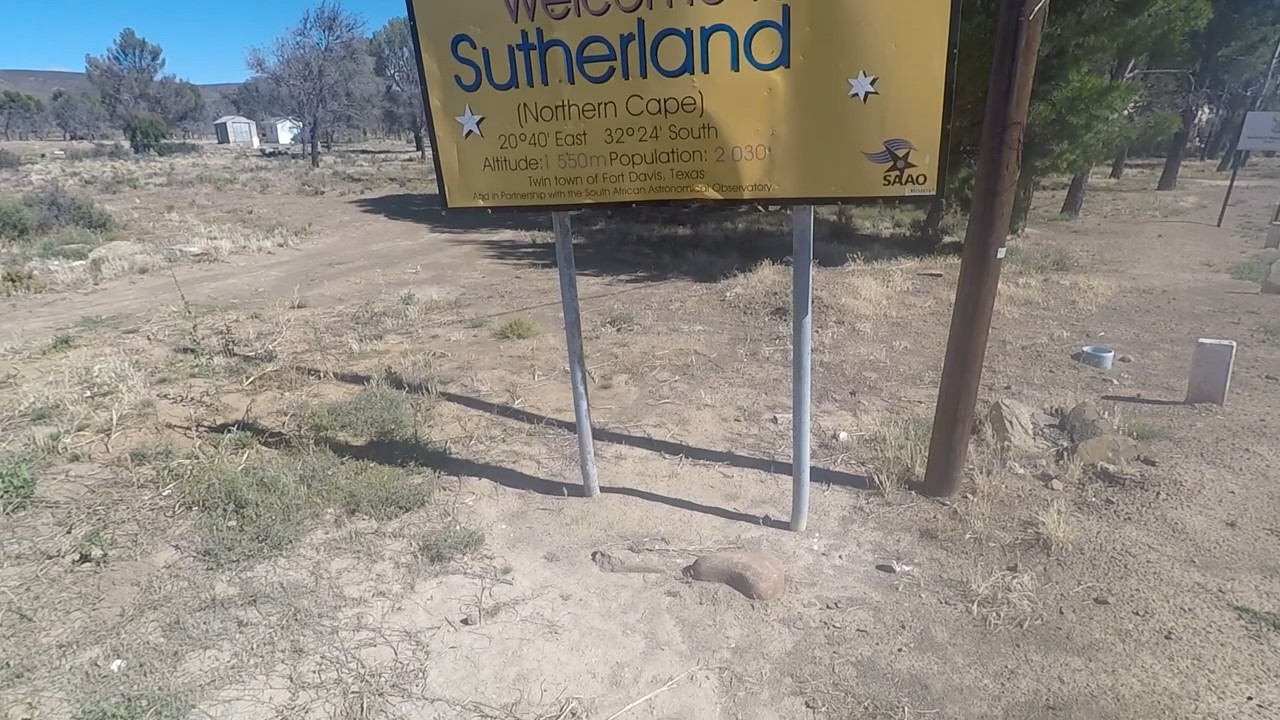 Welcome
Sutherland
(Northern Cape)
20°40' East 32°24' South
Altitude:1 550m Population: 2 030
Twin town of Fort Davis, Texas
And in Partnership with the South African Astronomical Observatory
SAAO